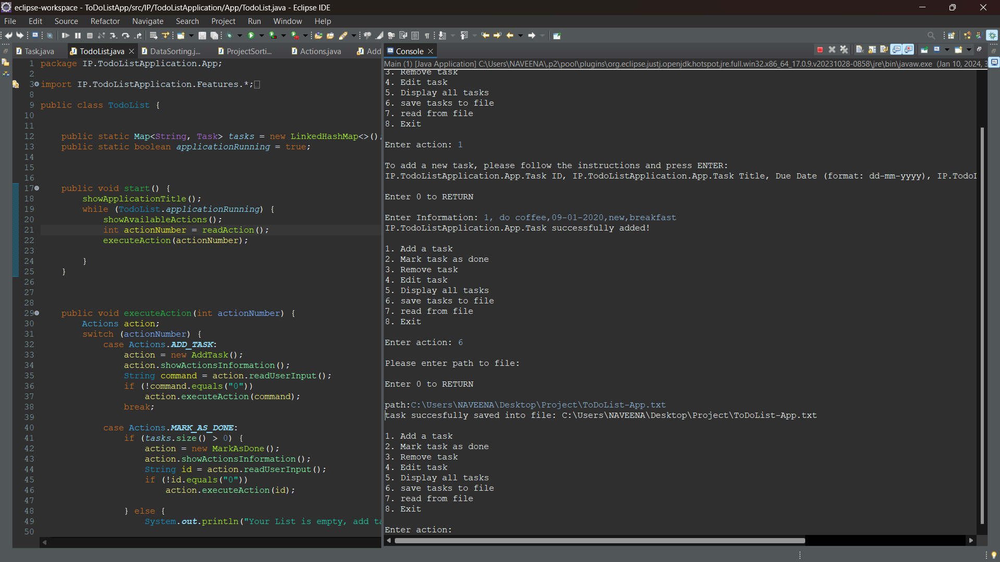 eclipse-workspace - ToDoListApp/src/IP/TodoListApplication/App/TodoList.java - Eclipse IDE
File Edit Source Refactor Navigate Search Project Run Window Help
Task.java TodoList.java DataSorting.j... ProjectSorti... Actions.java Add
1 package IP.TodoListApplication.App;
2
3 import IP.TodoListApplication.Features.*;
8
9 public class TodoList {
10
11
12 public static Map<String, Task> tasks = new LinkedHashMap<>();
13 public static boolean applicationRunning = true;
14
15
16
17 public void start() {
18 showApplicationTitle();
19 while (TodoList.applicationRunning) {
20 showAvailableActions();
21 int actionNumber = readAction();
22 executeAction(actionNumber);
23
24 }
25 }
26
27
28
29 public void executeAction(int actionNumber) {
30 Actions action;
31 switch (actionNumber) {
32 case Actions.ADD_TASK:
33 action = new AddTask();
34 action.showActionsInformation();
35 String command = action.readUserInput();
36 if (!command.equals("0"))
37 action.executeAction(command);
38 break;
39
40 case Actions.MARK_AS_DONE:
41 if (tasks.size() > 0) {
42 action = new MarkAsDone();
43 action.showActionsInformation();
44 String id = action.readUserInput();
45 if (!id.equals("0"))
46 action.executeAction(id);
47
48 } else {
49 System.out.println("Your List is empty, add ta
50
Console
Main (1) [Java Application] C:\Users\NAVEENA\.p2\pool\plugins\org.eclipse.justj.openjdk.hotspot.jre.full.win32.x86_64_17.0.9.v20231028-0858\jre\bin\javaw.exe (Jan 10, 2024, 3
3. Remove task
4. Edit task
5. Display all tasks
6. save tasks to file
7. read from file
8. Exit
Enter action: 1
To add a new task, please follow the instructions and press ENTER:
IP.TodoListApplication.App.Task ID, IP.TodoListApplication.App.Task Title, Due Date (format: dd-mm-yyyy), IP.TodoL
Enter 0 to RETURN
Enter Information: 1, do coffee,09-01-2020,new,breakfast
IP.TodoListApplication.App.Task successfully added!
1. Add a task
2. Mark task as done
3. Remove task
4. Edit task
5. Display all tasks
6. save tasks to file
7. read from file
8. Exit
Enter action: 6
Please enter path to file:
Enter 0 to RETURN
path:C:\Users\NAVEENA\Desktop\Project\ToDoList-App.txt
task succesfully saved into file: C:\Users\NAVEENA\Desktop\Project\ToDoList-App.txt
1. Add a task
2. Mark task as done
3. Remove task
4. Edit task
5. Display all tasks
6. save tasks to file
7. read from file
8. Exit
Enter action: